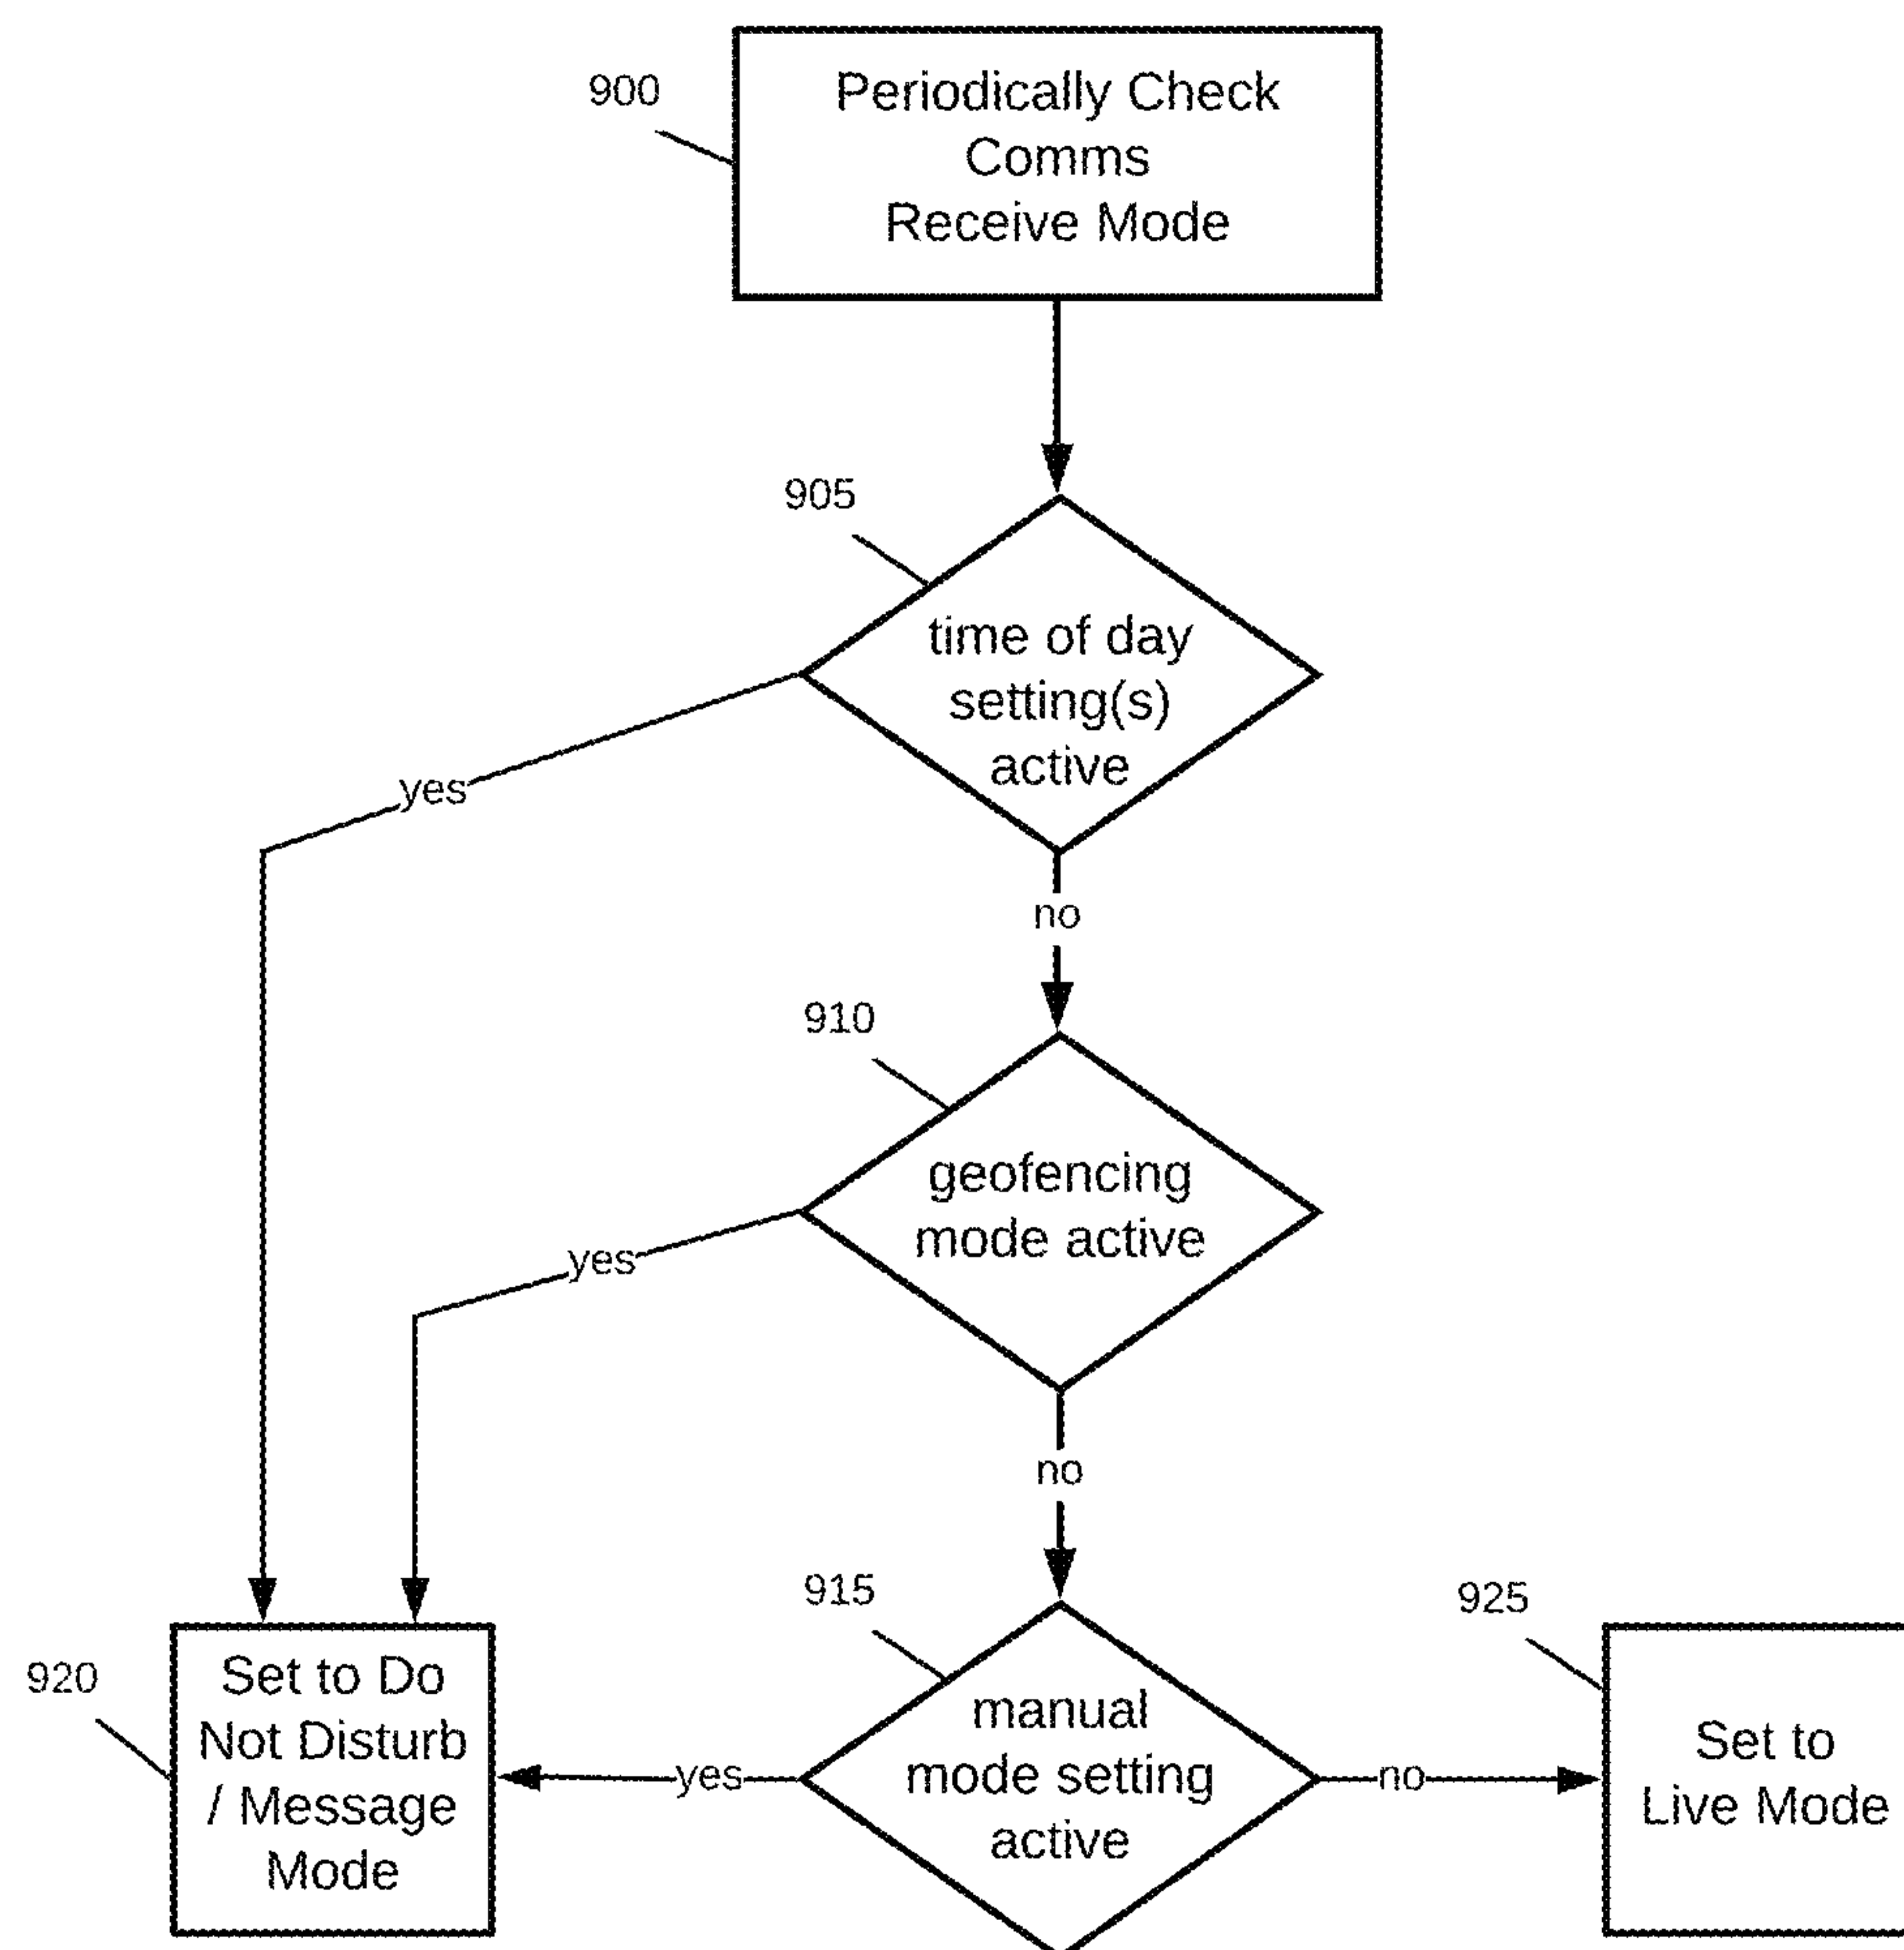 900
Periodically Check
Comms
Receive Mode
905
time of day
setting(s)
active
yes
no
910
geofencing
mode active
yes
no
915
925
920
Set to Do
Not Disturb
/ Message
Mode
yes
manual
mode setting
active
no
Set to
Live Mode